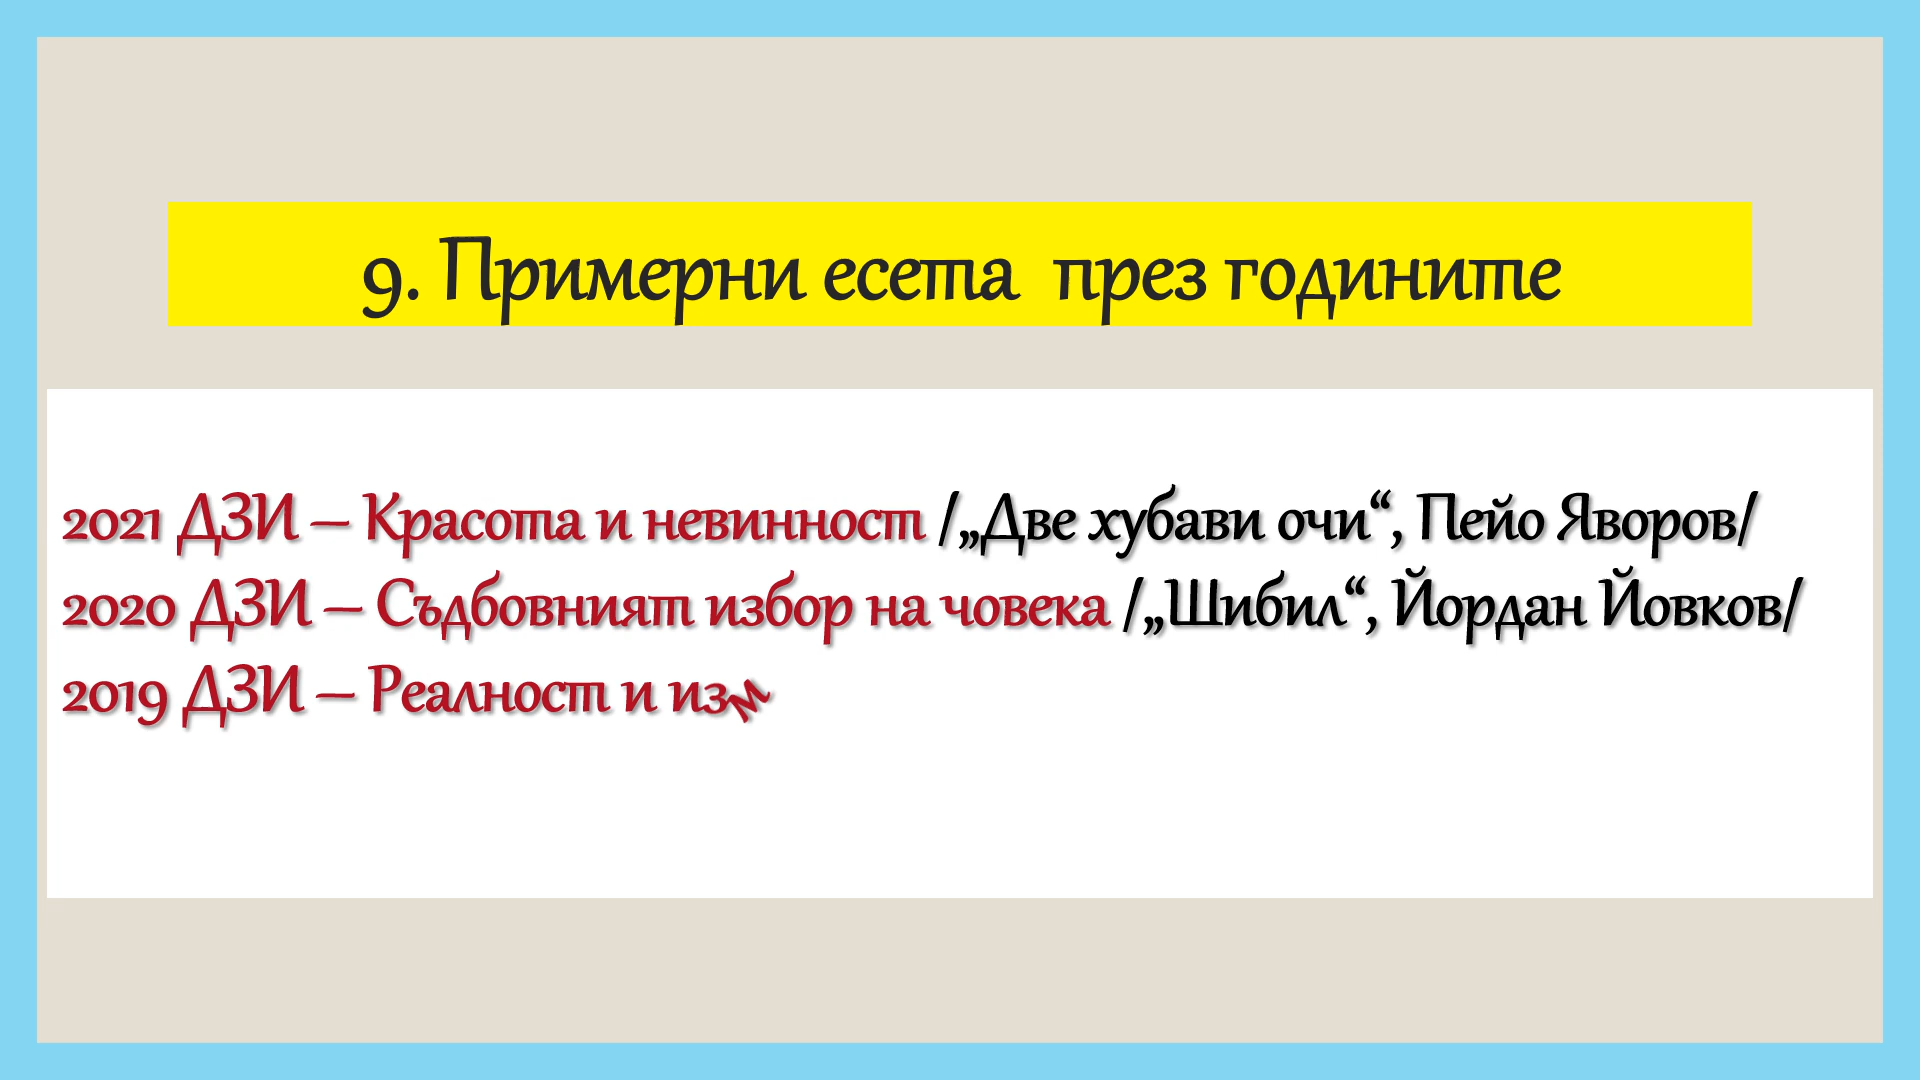 9. Примерни есета през годините
2021 ДЗИ – Красота и невинност /„Две хубави очи“, Пейо Яворов/
2020 ДЗИ – Съдбовният избор на човека /„Шибил“, Йордан Йовков/
2019 ДЗИ – Реалност и изм